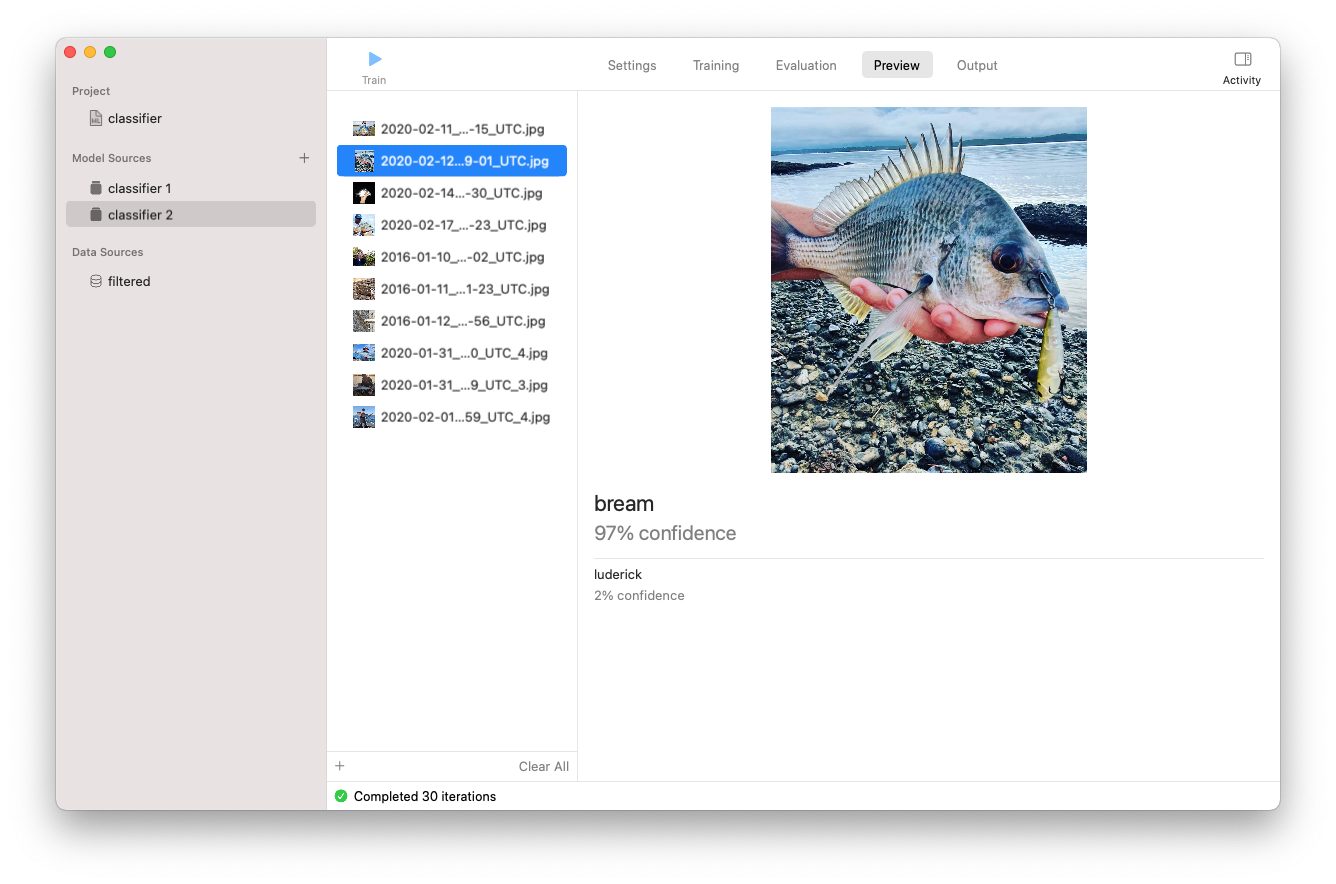 Project
classifier
Model Sources
classifier 1
classifier 2
Data Sources
filtered
Train
Settings
Training
Evaluation
Preview
Output
Activity
2020-02-11_...-15_UTC.jpg
2020-02-12...9-01_UTC.jpg
2020-02-14...-30_UTC.jpg
2020-02-17_...-23_UTC.jpg
2016-01-10_...-02_UTC.jpg
2016-01-11_...1-23_UTC.jpg
2016-01-12_...-56_UTC.jpg
2020-01-31_...0_UTC_4.jpg
2020-01-31_...9_UTC_3.jpg
2020-02-01...59_UTC_4.jpg
Clear All
bream
97% confidence
luderick
2% confidence
Completed 30 iterations